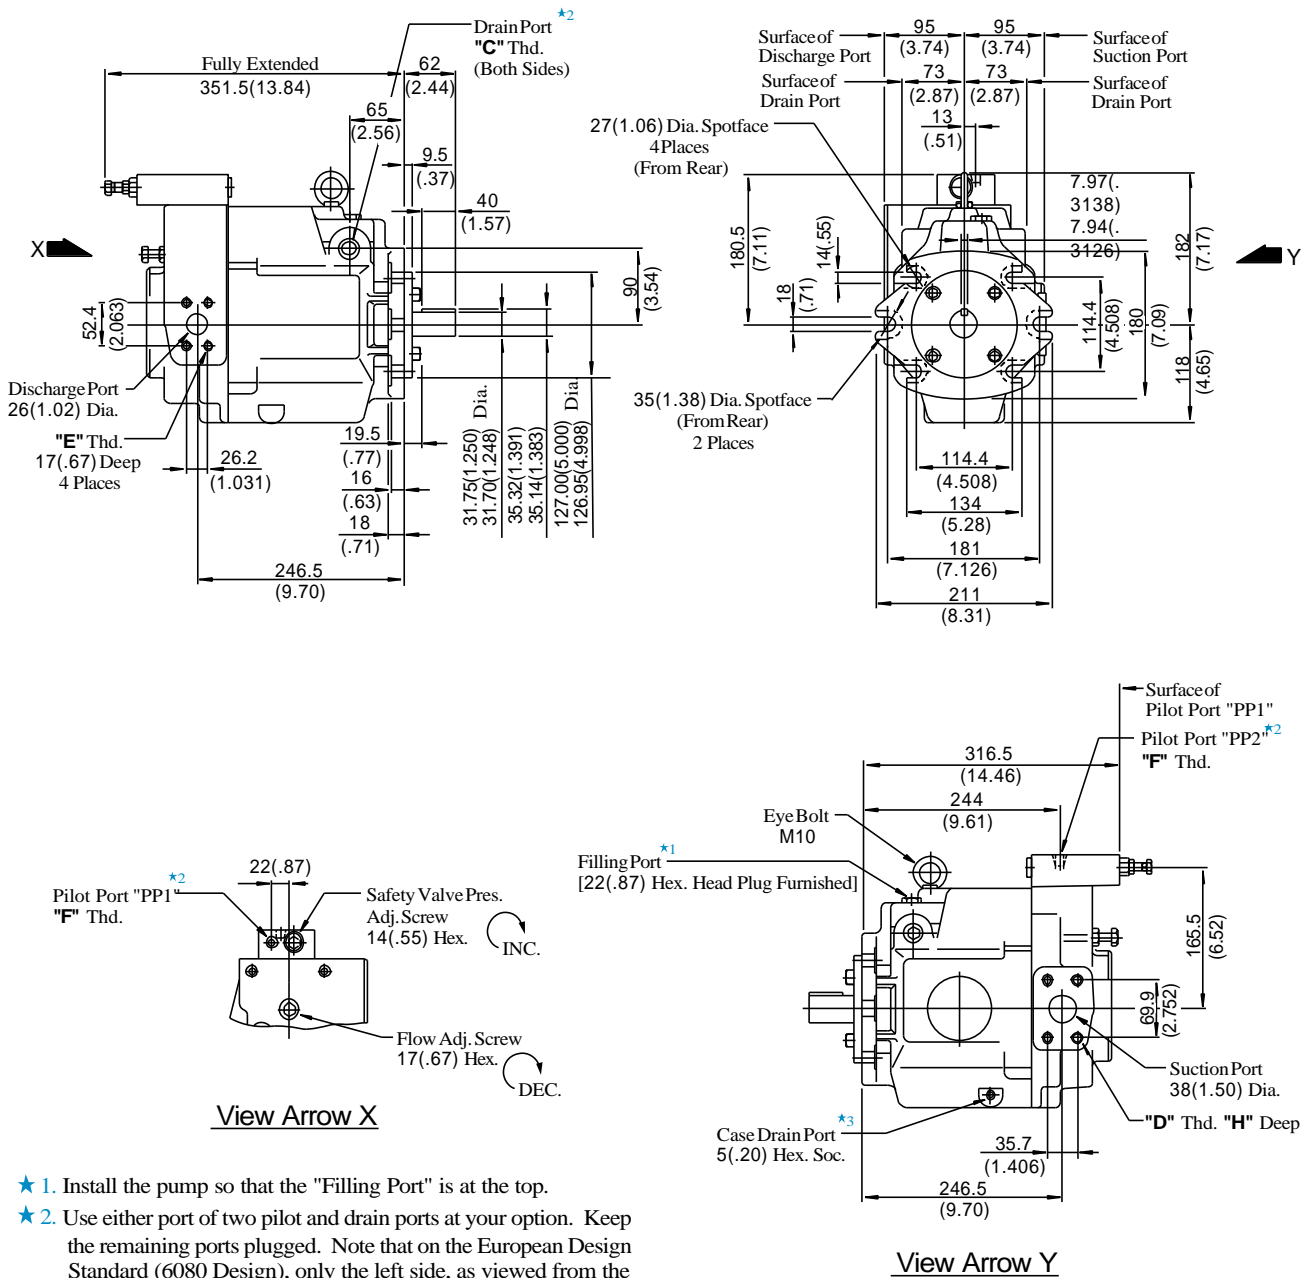 Drain Port ★2
"C" Thd.
(Both Sides)
Fully Extended
351.5(13.84)
62
(2.44)
65
(2.56)
9.5
(.37)
40
(1.57)
X
90
(3.54)
52.4
(2.063)
Discharge Port
26(1.02) Dia.
"E" Thd.
17(.67) Deep
4 Places
26.2
(1.031)
19.5
(.77)
16
(.63)
18
(.71)
246.5
(9.70)
31.75(1.250)
31.70(1.248)
Dia.
35.32(1.391)
35.14(1.383)
127.00(5.000)
126.95(4.998)
Dia.
Surface of
Discharge Port
95
(3.74)
95
(3.74)
Surface of
Suction Port
Surface of
Drain Port
73
(2.87)
73
(2.87)
Surface of
Drain Port
13
(.51)
27(1.06) Dia. Spotface
4 Places
(From Rear)
7.97(.
3138)
7.94(.
3126)
180.5
(7.11)
14(.55)
18
(.71)
182
(7.17)
Y
114.4
(4.508)
180
(7.09)
118
(4.65)
35(1.38) Dia. Spotface
(From Rear)
2 Places
114.4
(4.508)
134
(5.28)
181
(7.126)
211
(8.31)
Surface of
Pilot Port "PP1"
Pilot Port "PP2" ★2
"F" Thd.
316.5
(14.46)
244
(9.61)
Eye Bolt
M10
Filling Port ★1
[22(.87) Hex. Head Plug Furnished]
165.5
(6.52)
69.9
(2.752)
Suction Port
38(1.50) Dia.
"D" Thd. "H" Deep
Case Drain Port ★3
5(.20) Hex. Soc.
35.7
(1.406)
246.5
(9.70)
View Arrow Y
22(.87)
Pilot Port "PP1" ★2
"F" Thd.
Safety Valve Pres.
Adj. Screw
14(.55) Hex.
INC.
Flow Adj. Screw
17(.67) Hex.
DEC.
View Arrow X
★ 1. Install the pump so that the "Filling Port" is at the top.
★ 2. Use either port of two pilot and drain ports at your option. Keep
the remaining ports plugged. Note that on the European Design
Standard (6080 Design), only the left side, as viewed from the